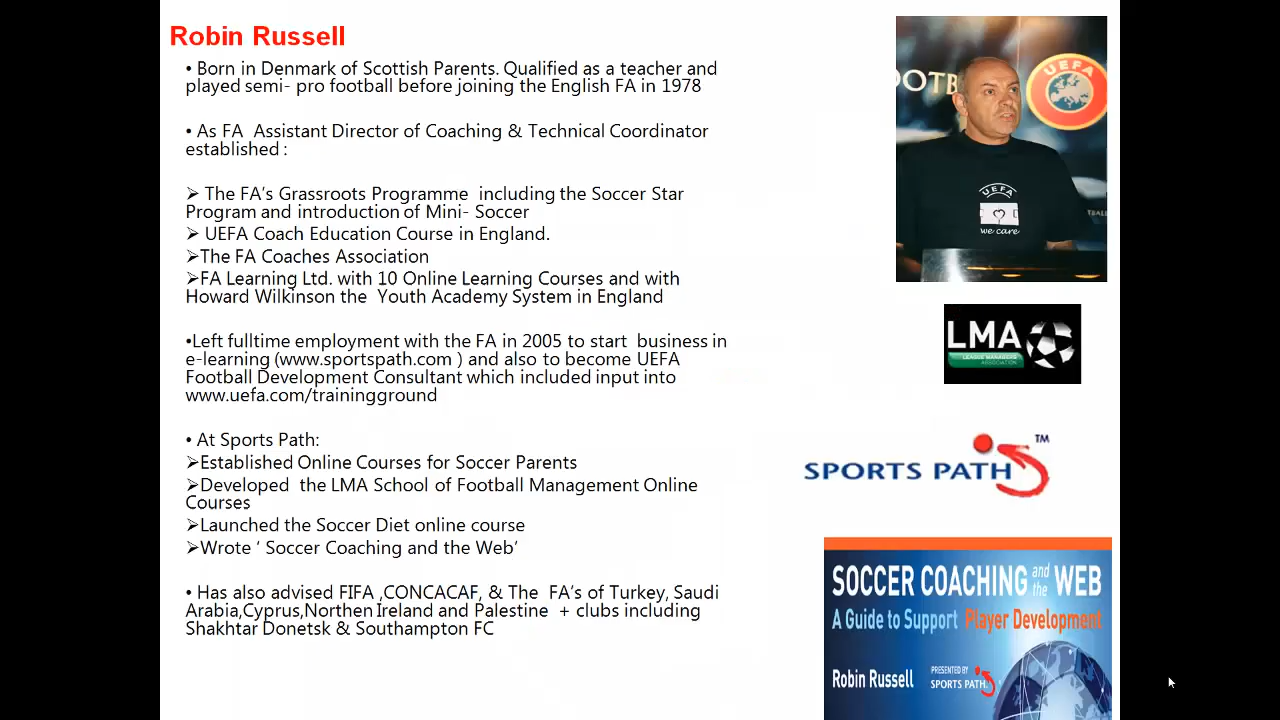 Robin Russell
• Born in Denmark of Scottish Parents. Qualified as a teacher and
played semi- pro football before joining the English FA in 1978
• As FA  Assistant Director of Coaching & Technical Coordinator
established :
➢ The FA's Grassroots Programme  including the Soccer Star
Program and introduction of Mini- Soccer
➢ UEFA Coach Education Course in England.
➢The FA Coaches Association
➢FA Learning Ltd. with 10 Online Learning Courses and with
Howard Wilkinson the  Youth Academy System in England
•Left fulltime employment with the FA in 2005 to start  business in
e-learning (www.sportspath.com ) and also to become UEFA
Football Development Consultant which included input into
www.uefa.com/trainingground
• At Sports Path:
➢Established Online Courses for Soccer Parents
➢Developed  the LMA School of Football Management Online
Courses
➢Launched the Soccer Diet online course
➢Wrote ‘ Soccer Coaching and the Web’
• Has also advised FIFA ,CONCACAF, & The  FA's of Turkey, Saudi
Arabia,Cyprus,Northen Ireland and Palestine  + clubs including
Shakhtar Donetsk & Southampton FC
UEFA
UEFA
we care
LMA
LEAGUE MANAGERS
ASSOCIATION
SPORTS PATH ™
SOCCER COACHING and the WEB
A Guide to Support Player Development
Robin Russell
PRESENTED BY
SPORTS PATH